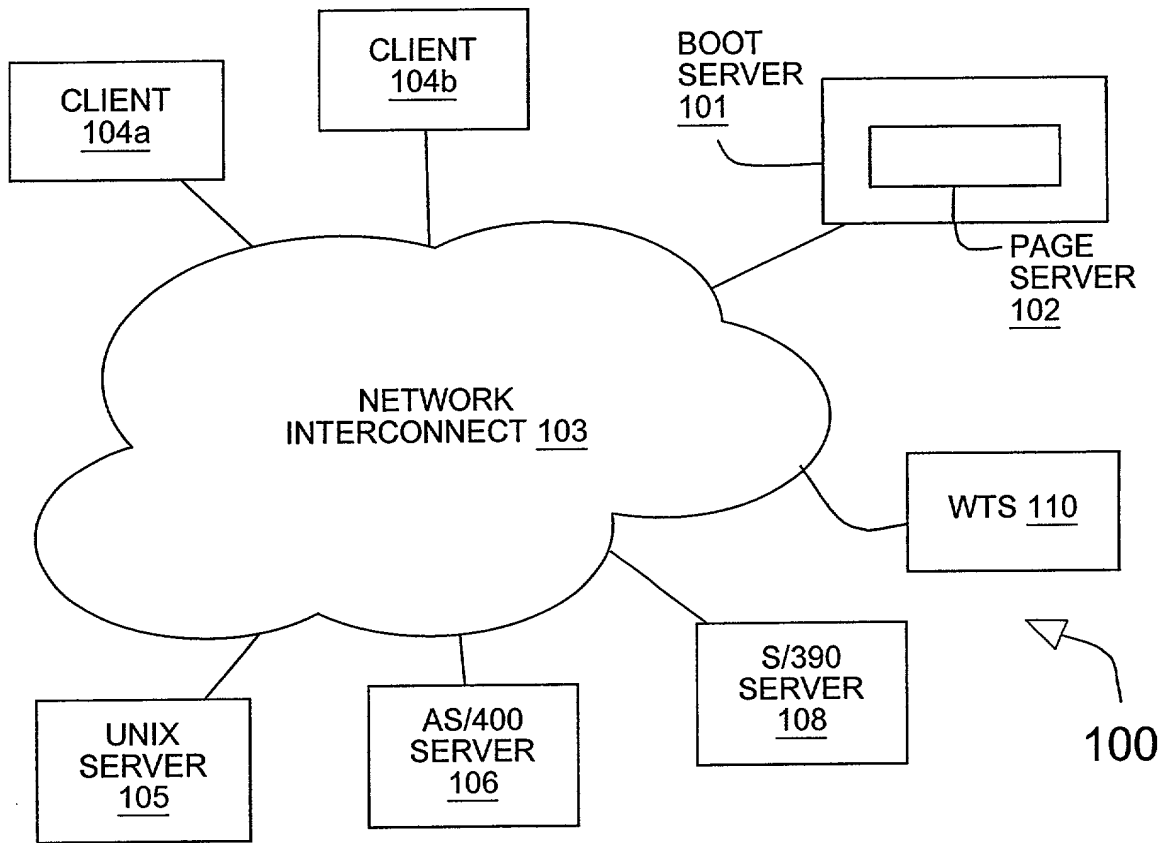 CLIENT
104a
CLIENT
104b
BOOT
SERVER
101
PAGE
SERVER
102
NETWORK
INTERCONNECT 103
WTS 110
UNIX
SERVER
105
AS/400
SERVER
106
S/390
SERVER
108
100